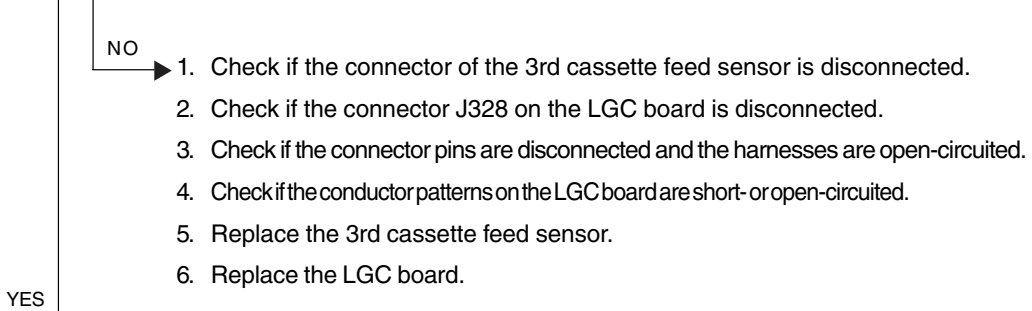 NO
1. Check if the connector of the 3rd cassette feed sensor is disconnected.
2. Check if the connector J328 on the LGC board is disconnected.
3. Check if the connector pins are disconnected and the harnesses are open-circuited.
4. Check if the conductor patterns on the LGC board are short- or open-circuited.
5. Replace the 3rd cassette feed sensor.
6. Replace the LGC board.
YES